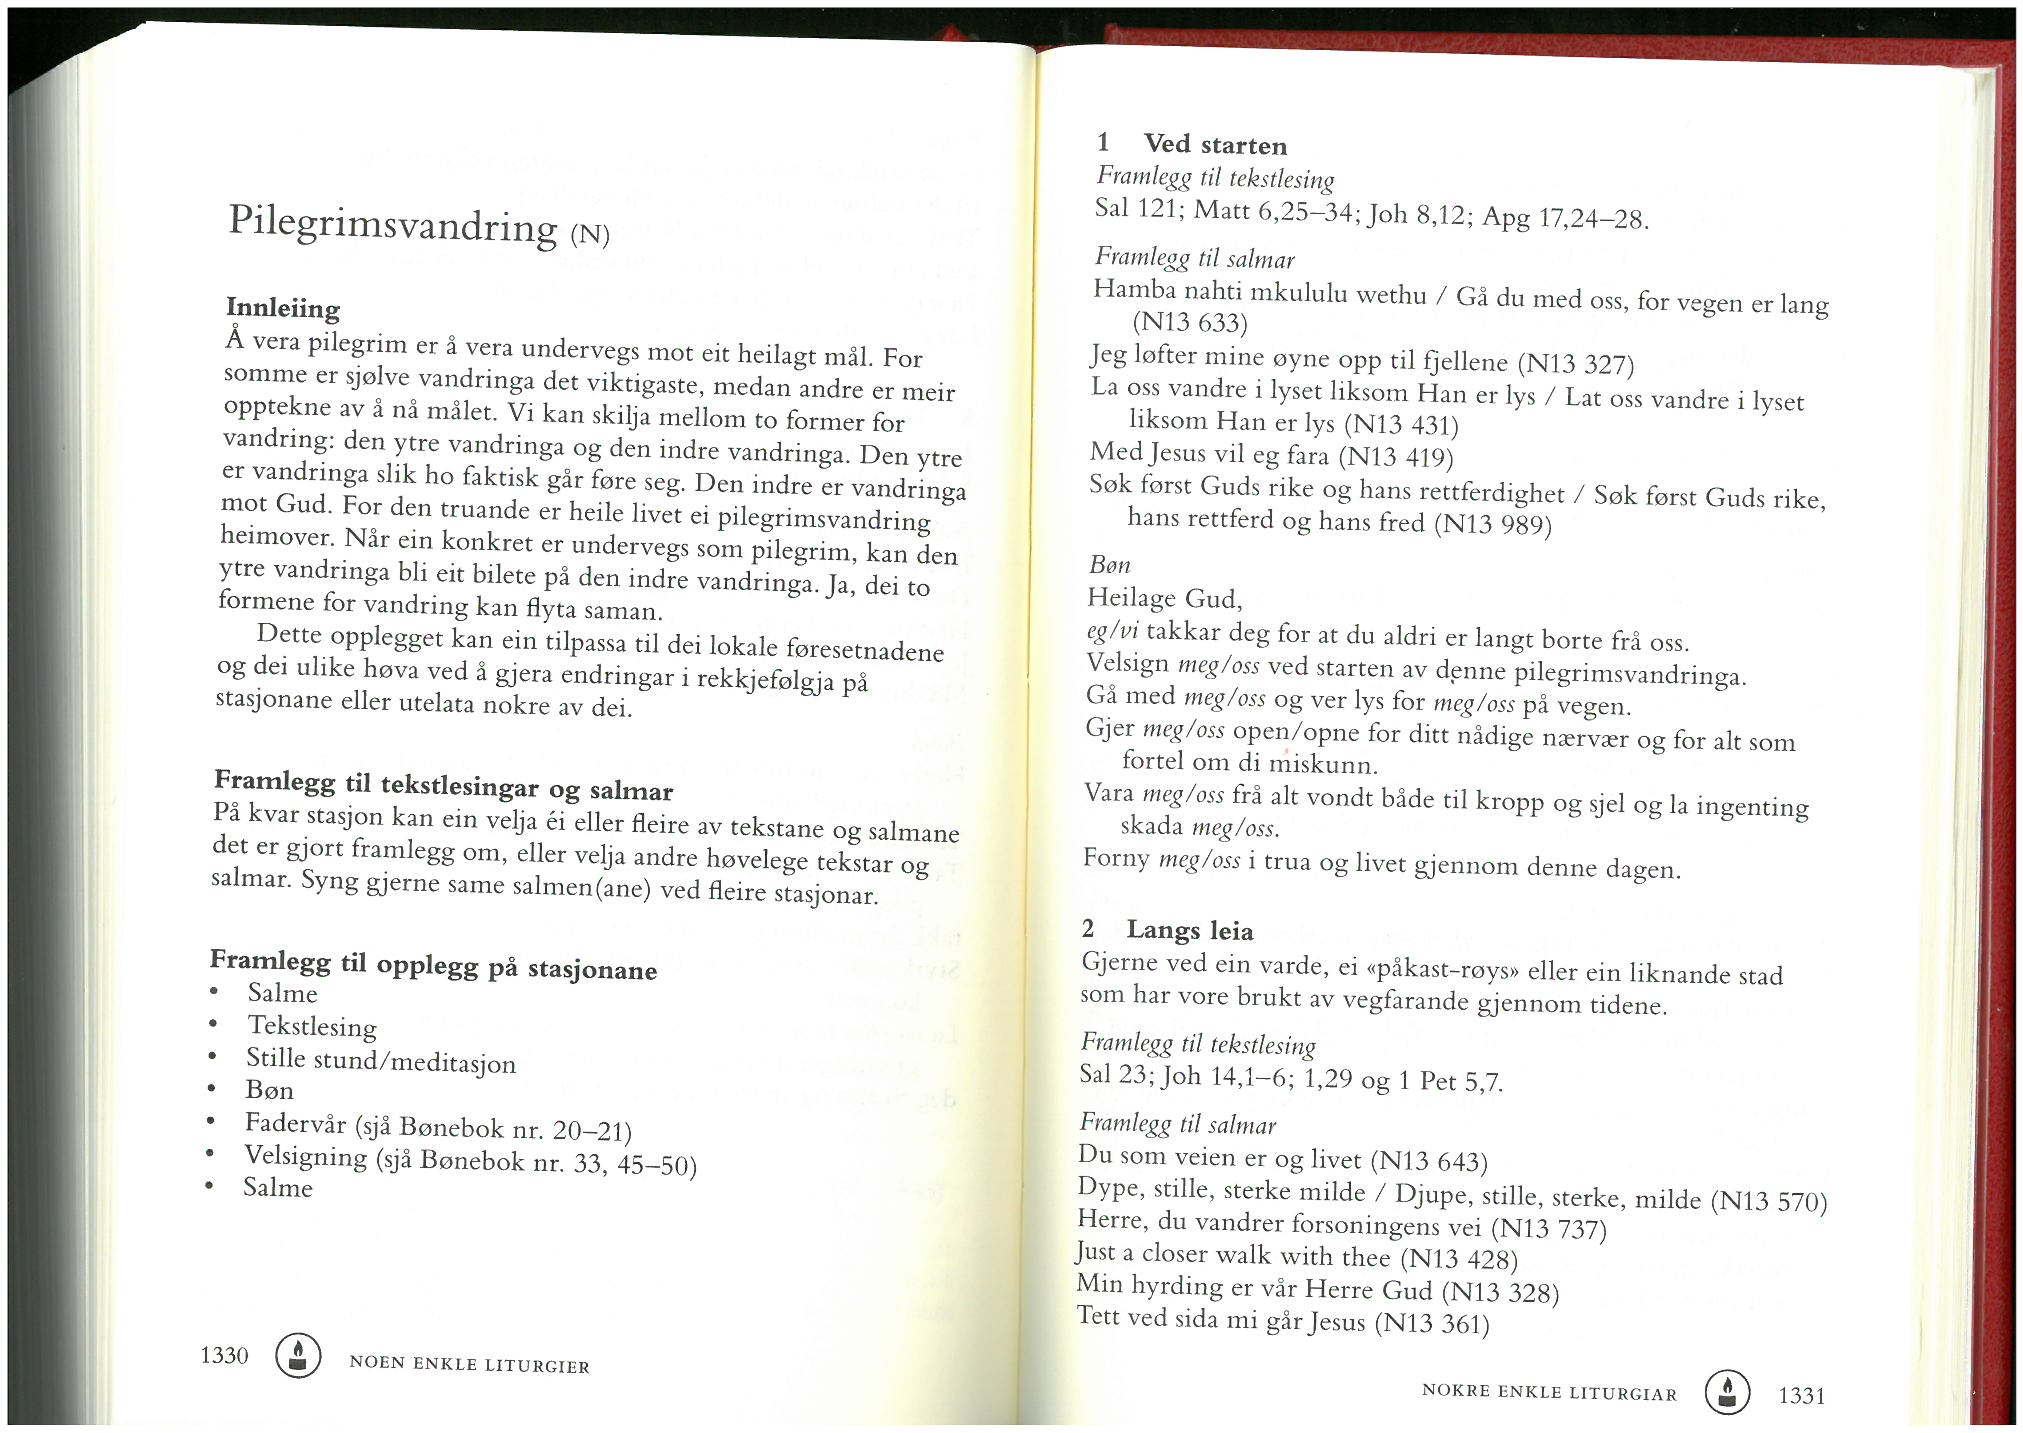 Pilegrimsvandring (N)
Innleiing
Å vera pilegrim er å vera undervegs mot eit heilagt mål. For
somme er sjølve vandringa det viktigaste, medan andre er meir
opptekne av å nå målet. Vi kan skilja mellom to former for
vandring: den ytre vandringa og den indre vandringa. Den ytre
er vandringa slik ho faktisk går føre seg. Den indre er vandringa
mot Gud. For den truande er heile livet ei pilegrimsvandring
heimover. Når ein konkret er undervegs som pilegrim, kan den
ytre vandringa bli eit bilete på den indre vandringa. Ja, dei to
formene for vandring kan flyta saman.
Dette opplegget kan ein tilpassa til dei lokale føresetnadene
og dei ulike høva ved å gjera endringar i rekkjefølgja på
stasjonane eller utelata nokre av dei.
Framlegg til tekstlesingar og salmar
På kvar stasjon kan ein velja éi eller fleire av tekstane og salmane
det er gjort framlegg om, eller velja andre høvelege tekstar og
salmar. Syng gjerne same salmen(ane) ved fleire stasjonar.
Framlegg til opplegg på stasjonane
• Salme
• Tekstlesing
• Stille stund/meditasjon
• Bøn
• Fadervår (sjå Bønebok nr. 20–21)
• Velsigning (sjå Bønebok nr. 33, 45–50)
• Salme
1330 NOEN ENKLE LITURGIER
1 Ved starten
Framlegg til tekstlesing
Sal 121; Matt 6,25–34; Joh 8,12; Apg 17,24–28.
Framlegg til salmar
Hamba nahti mkululu wethu / Gå du med oss, for vegen er lang
(N13 633)
Jeg løfter mine øyne opp til fjellene (N13 327)
La oss vandre i lyset liksom Han er lys / Lat oss vandre i lyset
liksom Han er lys (N13 431)
Med Jesus vil eg fara (N13 419)
Søk først Guds rike og hans rettferdighet / Søk først Guds rike,
hans rettferd og hans fred (N13 989)
Bøn
Heilage Gud,
eg/vi takkar deg for at du aldri er langt borte frå oss.
Velsign meg/oss ved starten av denne pilegrimsvandringa.
Gå med meg/oss og ver lys for meg/oss på vegen.
Gjer meg/oss open/opne for ditt nådige nærvær og for alt som
fortel om di miskunn.
Vara meg/oss frå alt vondt både til kropp og sjel og la ingenting
skada meg/oss.
Forny meg/oss i trua og livet gjennom denne dagen.
2 Langs leia
Gjerne ved ein varde, ei «påkast-røys» eller ein liknande stad
som har vore brukt av vegfarande gjennom tidene.
Framlegg til tekstlesing
Sal 23; Joh 14,1–6; 1,29 og 1 Pet 5,7.
Framlegg til salmar
Du som veien er og livet (N13 643)
Dype, stille, sterke milde / Djupe, stille, sterke, milde (N13 570)
Herre, du vandrer forsoningens vei (N13 737)
Just a closer walk with thee (N13 428)
Min hyrding er vår Herre Gud (N13 328)
Tett ved sida mi går Jesus (N13 361)
NOKRE ENKLE LITURGIAR 1331